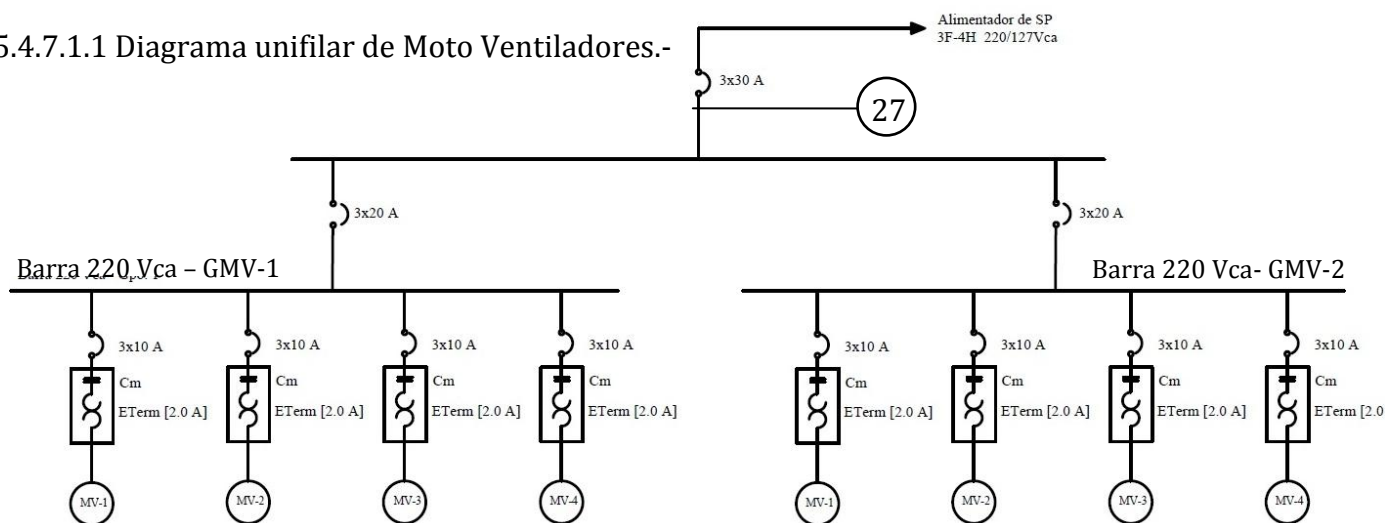 5.4.7.1.1 Diagrama unifilar de Moto Ventiladores.-
Alimentador de SP
3F-4H 220/127Vca
3x30 A
27
3x20 A
3x20 A
Barra 220 Vca – GMV-1
Barra 220 Vca- GMV-2
3x10 A
3x10 A
3x10 A
3x10 A
3x10 A
3x10 A
3x10 A
3x10 A
Cm
Cm
Cm
Cm
Cm
Cm
Cm
Cm
ETerm [2.0 A]
ETerm [2.0 A]
ETerm [2.0 A]
ETerm [2.0 A]
ETerm [2.0 A]
ETerm [2.0 A]
ETerm [2.0 A]
ETerm [2.0
MV-1
MV-2
MV-3
MV-4
MV-1
MV-2
MV-3
MV-4